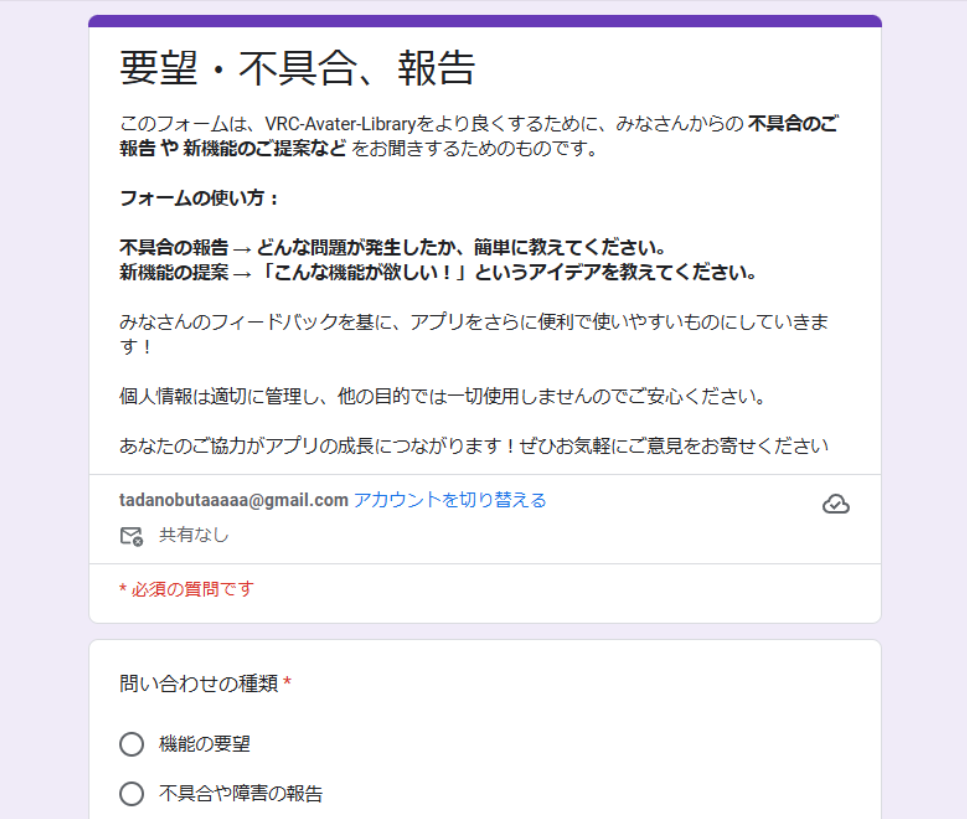 要望・不具合、報告
このフォームは、VRC-Avater-Libraryをより良くするために、みなさんからの 不具合のご
報告 や 新機能のご提案など をお聞きするためのものです。
フォームの使い方：
不具合の報告 → どんな問題が発生したか、簡単に教えてください。
新機能の提案 → 「こんな機能が欲しい！」というアイデアを教えてください。
みなさんのフィードバックを基に、アプリをさらに便利で使いやすいものにしていきま
す！
個人情報は適切に管理し、他の目的では一切使用しませんのでご安心ください。
あなたのご協力がアプリの成長につながります！ぜひお気軽にご意見をお寄せください
tadanobutaaaaa@gmail.com アカウントを切り替える
共有なし
* 必須の質問です
問い合わせの種類 *
機能の要望
不具合や障害の報告